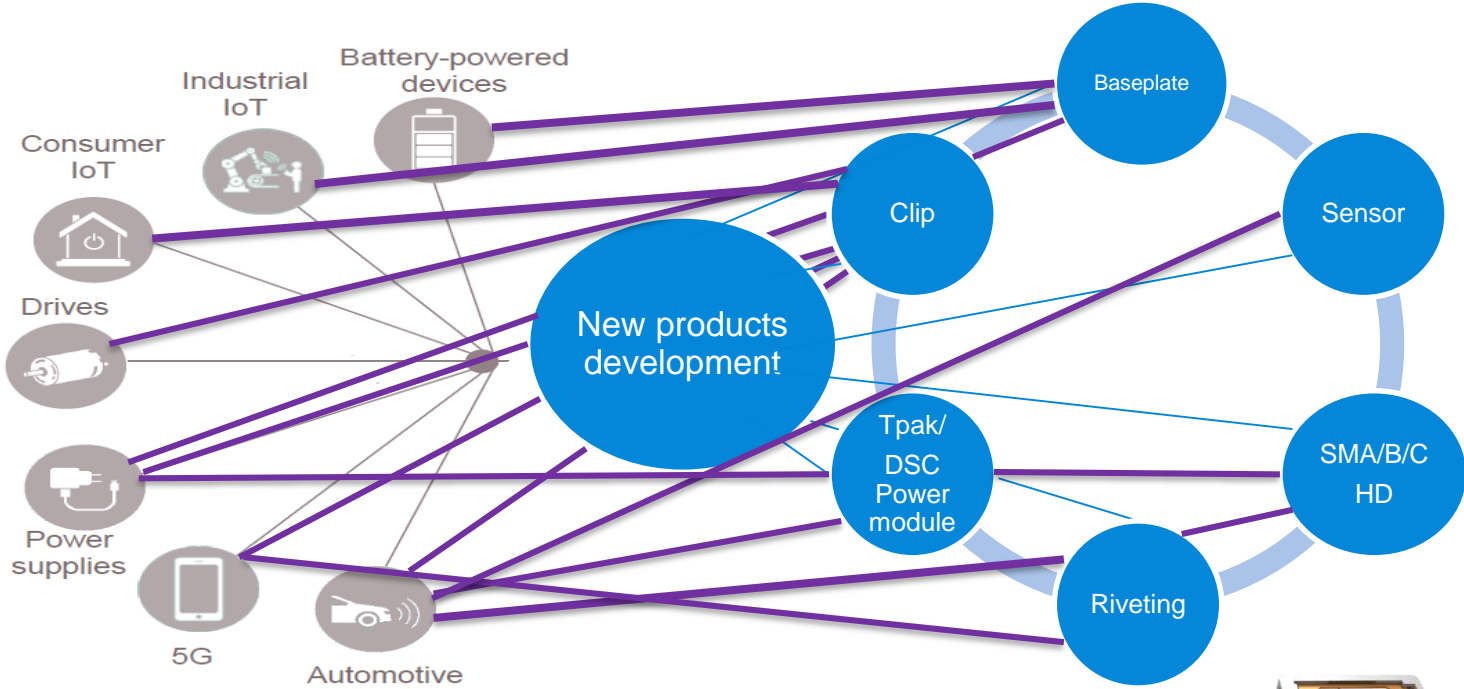 Battery-powered
devices
Industrial
IoT
Consumer
IoT
Drives
Power
supplies
5G
Automotive
New products
development
Baseplate
Clip
Sensor
Tpak/
DSC
Power
module
SMA/B/C
HD
Riveting